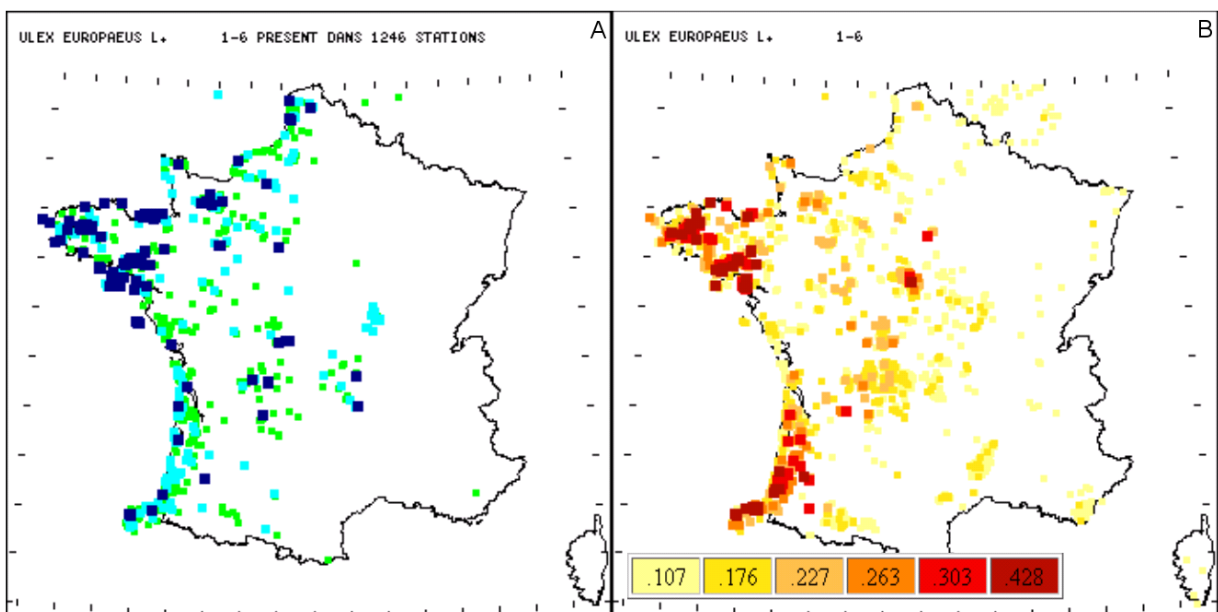 ULEX EUROPAEUS L+ 1-6 PRESENT DANS 1246 STATIONS A
ULEX EUROPAEUS L+ 1-6 B
.107 .176 .227 .263 .303 .428